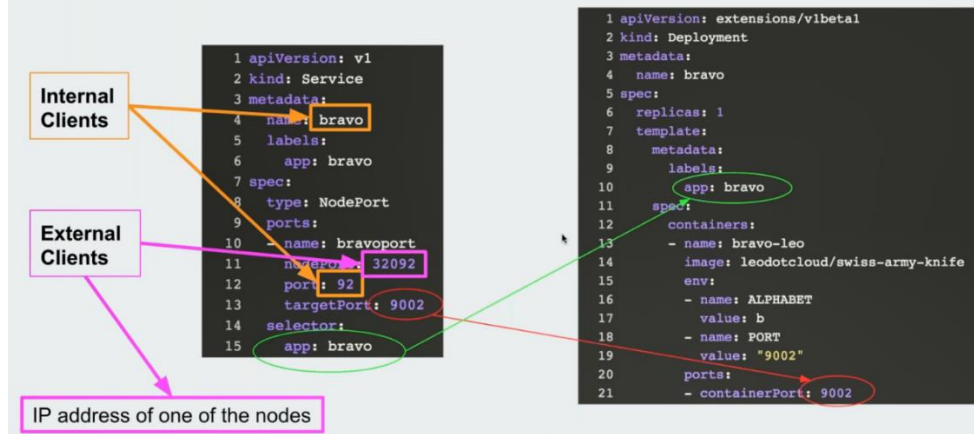 Internal
Clients
External
Clients
IP address of one of the nodes
1 apiVersion: v1
2 kind: Service
3 metadata:
4 name: bravo
5 labels:
6 app: bravo
7 spec:
8 type: NodePort
9 ports:
10 - name: bravoport
11 nodePort: 32092
12 port: 92
13 targetPort: 9002
14 selector:
15 app: bravo
1 apiVersion: extensions/v1beta1
2 kind: Deployment
3 metadata:
4 name: bravo
5 spec:
6 replicas: 1
7 template:
8 metadata:
9 labels:
10 app: bravo
11 spec:
12 containers:
13 - name: bravo-leo
14 image: leodotcloud/swiss-army-knife
15 env:
16 - name: ALPHABET
17 value: b
18 - name: PORT
19 value: "9002"
20 ports:
21 - containerPort: 9002